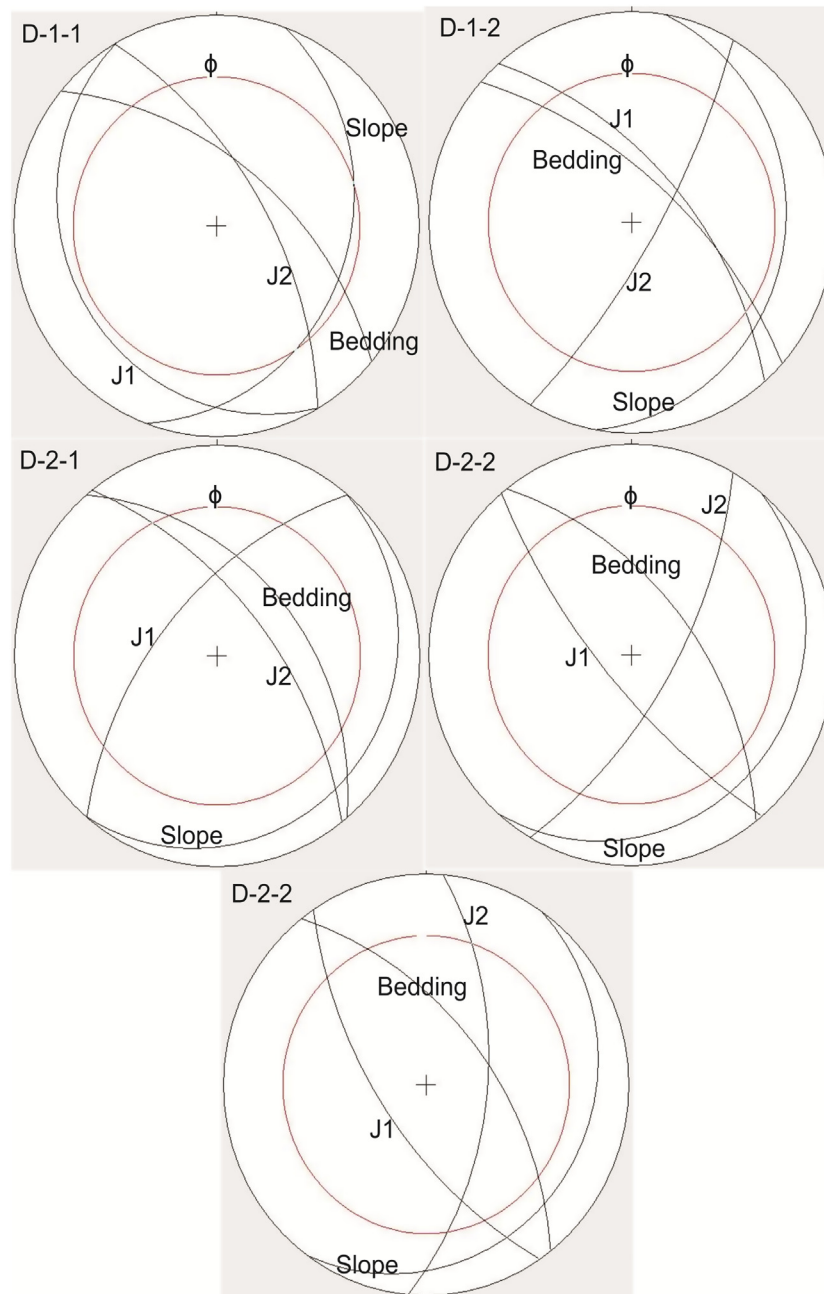 D-1-1
ϕ
Slope
J2
Bedding
J1
D-1-2
ϕ
J1
Bedding
J2
Slope
D-2-1
ϕ
Bedding
J1
J2
Slope
D-2-2
ϕ
J2
Bedding
J1
Slope
D-2-2
J2
Bedding
J1
Slope